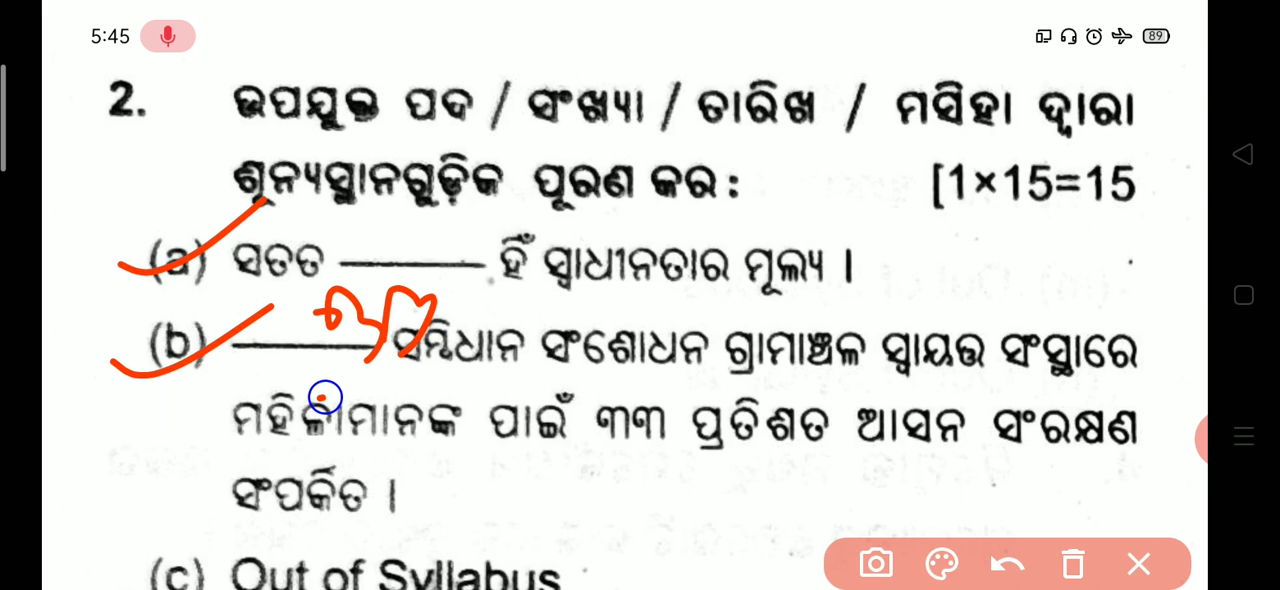 5:45 89
2. ଉପଯୁକ୍ତ ପଦ / ସଂଖ୍ୟା / ତାରିଖ / ମସିହା ଦ୍ୱାରା
ଶୂନ୍ୟସ୍ଥାନଗୁଡ଼ିକ ପୂରଣ କର : [1×15=15
(a) ସତତ ——— ହିଁ ସ୍ୱାଧୀନତାର ମୂଲ୍ୟ ।
(b) ——— ସମ୍ବିଧାନ ସଂଶୋଧନ ଗ୍ରାମାଞ୍ଚଳ ସ୍ୱାୟତ୍ତ ସଂସ୍ଥାରେ
ମହିଳାମାନଙ୍କ ପାଇଁ ୩୩ ପ୍ରତିଶତ ଆସନ ସଂରକ୍ଷଣ
ସଂପର୍କିତ ।
(c) Out of Syllabus